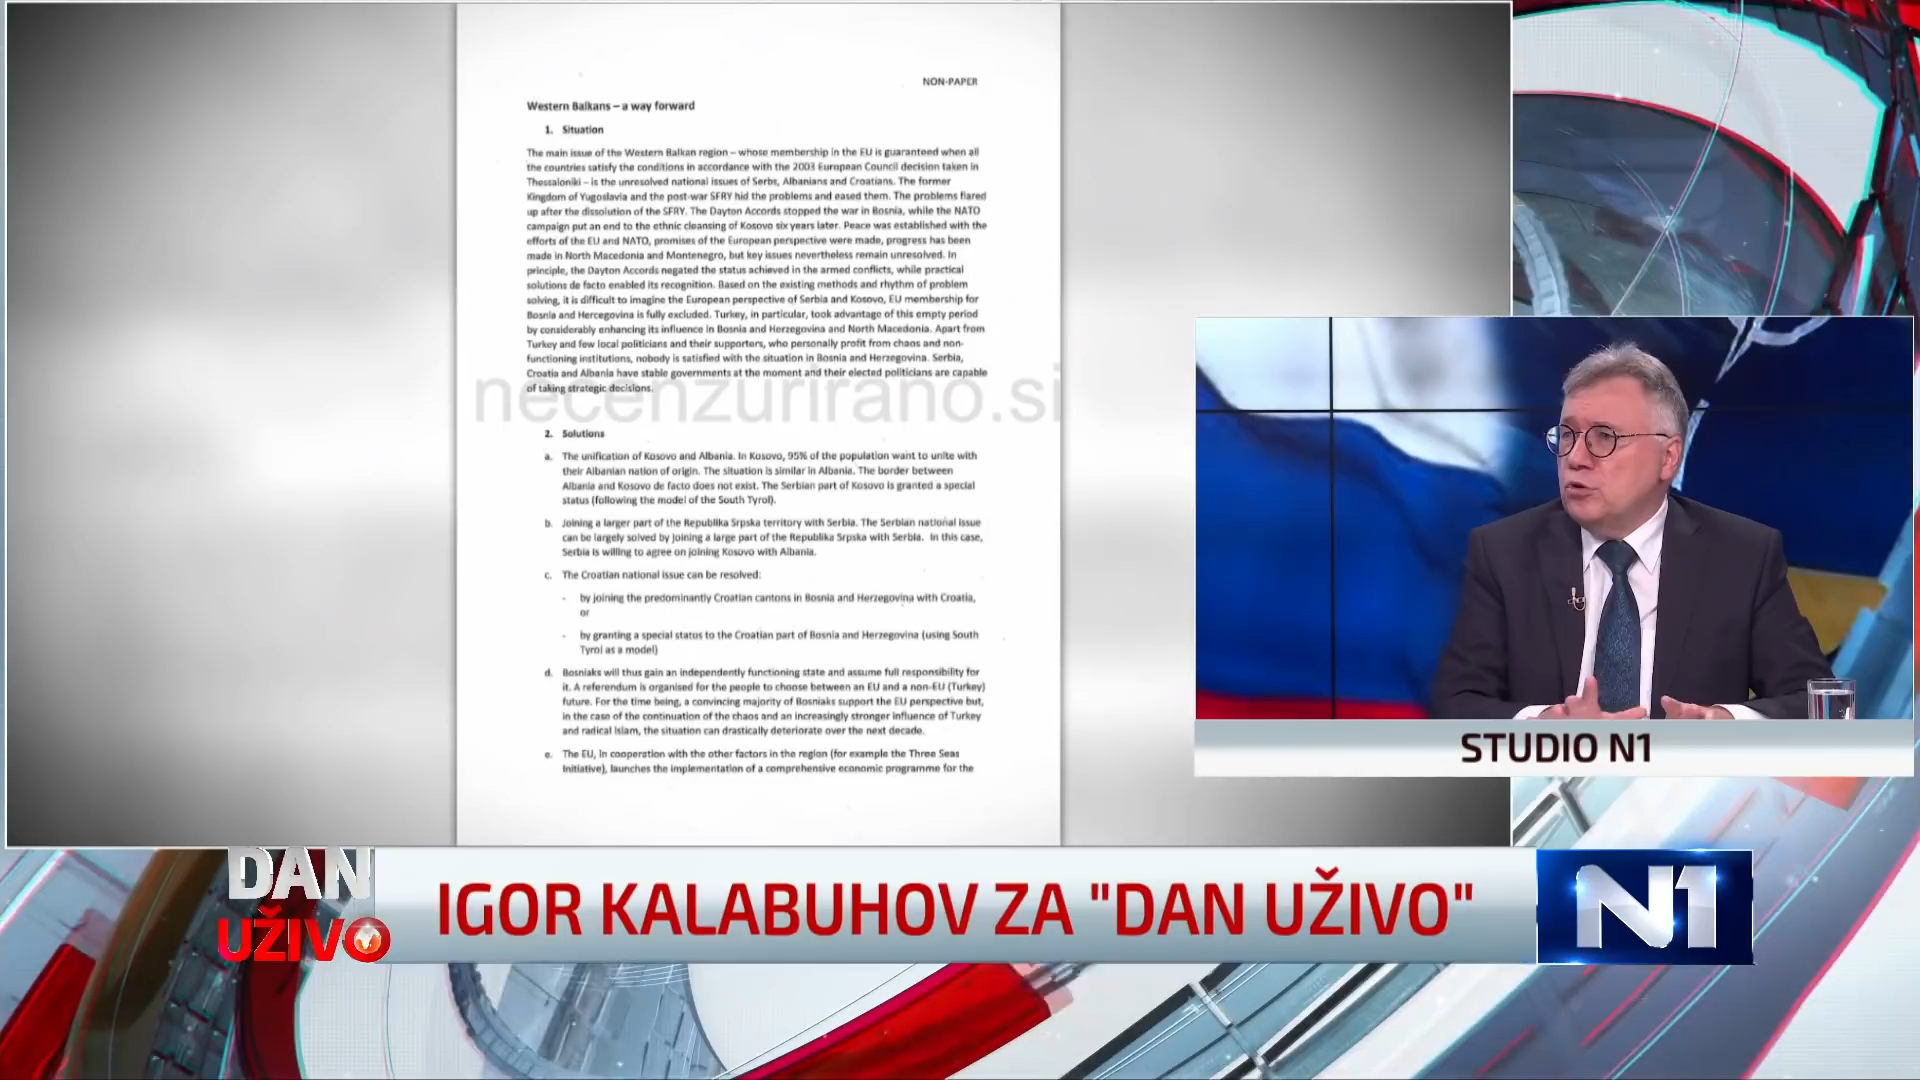 NON-PAPER
Western Balkans – a way forward
1. Situation
The main issue of the Western Balkan region – whose membership in the EU is guaranteed when all
the countries satisfy the conditions in accordance with the 2003 European Council decision taken in
Thessaloniki – is the unresolved national issues of Serbs, Albanians and Croatians. The former
Kingdom of Yugoslavia and the post-war SFRY hid the problems and eased them. The problems flared
up after the dissolution of the SFRY. The Dayton Accords stopped the war in Bosnia, while the NATO
campaign put an end to the ethnic cleansing of Kosovo six years later. Peace was established with the
efforts of the EU and NATO, promises of the European perspective were made, progress has been
made in North Macedonia and Montenegro, but key issues nevertheless remain unresolved. In
principle, the Dayton Accords negated the status achieved in the armed conflicts, while practical
solutions de facto enabled its recognition. Based on the existing methods and rhythm of problem
solving, it is difficult to imagine the European perspective of Serbia and Kosovo, EU membership for
Bosnia and Hercegovina is fully excluded. Turkey, in particular, took advantage of this empty period
by considerably enhancing its influence in Bosnia and Herzegovina and North Macedonia. Apart from
Turkey and few local politicians and their supporters, who personally profit from chaos and non-
functioning institutions, nobody is satisfied with the situation in Bosnia and Herzegovina. Serbia,
Croatia and Albania have stable governments at the moment and their elected politicians are capable
of taking strategic decisions.
necenzurirano.si
2. Solutions
a. The unification of Kosovo and Albania. In Kosovo, 95% of the population want to unite with
their Albanian nation of origin. The situation is similar in Albania. The border between
Albania and Kosovo de facto does not exist. The Serbian part of Kosovo is granted a special
status (following the model of the South Tyrol).
b. Joining a larger part of the Republika Srpska territory with Serbia. The Serbian national issue
can be largely solved by joining a large part of the Republika Srpska with Serbia. In this case,
Serbia is willing to agree on joining Kosovo with Albania.
c. The Croatian national issue can be resolved:
- by joining the predominantly Croatian cantons in Bosnia and Herzegovina with Croatia,
or
- by granting a special status to the Croatian part of Bosnia and Herzegovina (using South
Tyrol as a model)
d. Bosniaks will thus gain an independently functioning state and assume full responsibility for
it. A referendum is organised for the people to choose between an EU and a non-EU (Turkey)
future. For the time being, a convincing majority of Bosniaks support the EU perspective but,
in the case of the continuation of the chaos and an increasingly stronger influence of Turkey
and radical Islam, the situation can drastically deteriorate over the next decade.
e. The EU, in cooperation with the other factors in the region (for example the Three Seas
Initiative), launches the implementation of a comprehensive economic programme for the
STUDIO N1
DAN
UŽIVO
IGOR KALABUHOV ZA "DAN UŽIVO"
N1